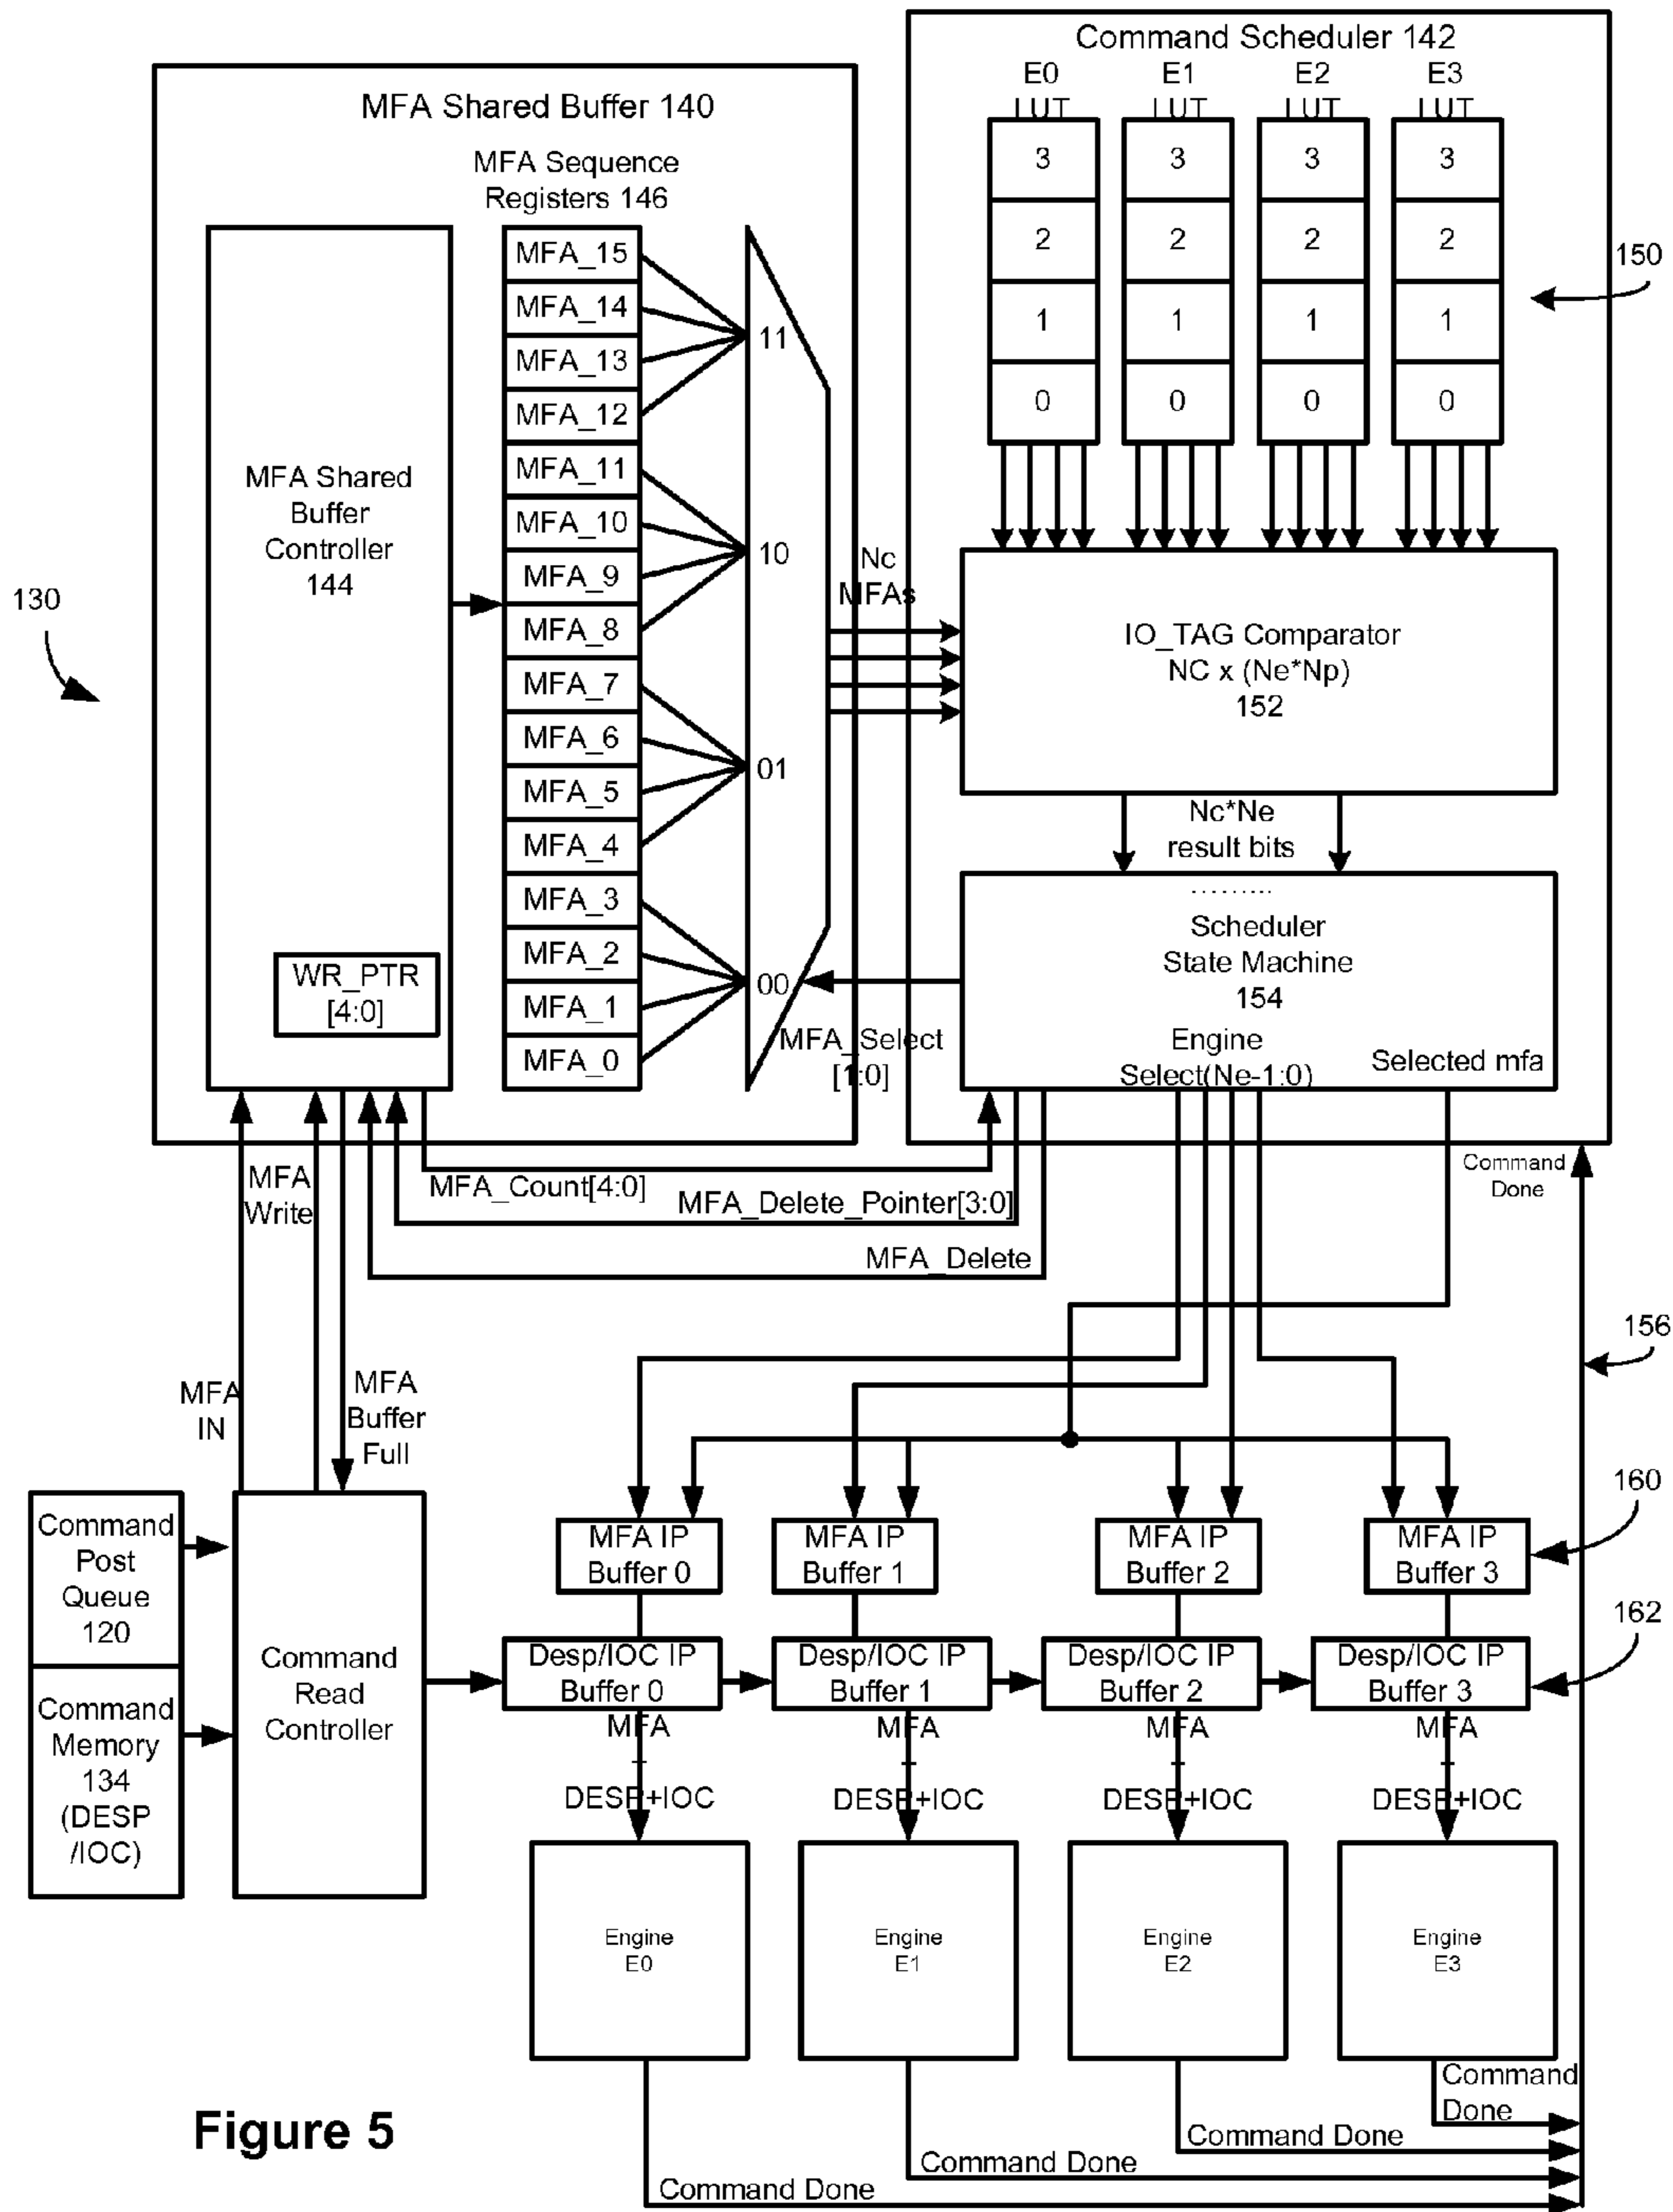 Command Scheduler 142
E0
LUT
E1
LUT
E2
LUT
E3
LUT
3
2
1
0
3
2
1
0
3
2
1
0
3
2
1
0
150
MFA Shared Buffer 140
MFA Sequence
Registers 146
MFA Shared
Buffer
Controller
144
WR_PTR
[4:0]
MFA_15
MFA_14
MFA_13
MFA_12
MFA_11
MFA_10
MFA_9
MFA_8
MFA_7
MFA_6
MFA_5
MFA_4
MFA_3
MFA_2
MFA_1
MFA_0
11
10
01
00
130
Nc
MFAs
IO_TAG Comparator
NC x (Ne*Np)
152
Nc*Ne
result bits
.........
Scheduler
State Machine
154
Engine
Select(Ne-1:0)
Selected mfa
MFA_Select
[1:0]
MFA
Write
MFA_Count[4:0]
MFA_Delete_Pointer[3:0]
MFA_Delete
Command
Done
156
MFA
IN
MFA
Buffer
Full
Command
Post
Queue
120
Command
Memory
134
(DESP
/IOC)
Command
Read
Controller
MFA IP
Buffer 0
MFA IP
Buffer 1
MFA IP
Buffer 2
MFA IP
Buffer 3
160
Desp/IOC IP
Buffer 0
Desp/IOC IP
Buffer 1
Desp/IOC IP
Buffer 2
Desp/IOC IP
Buffer 3
162
MFA
+
DESP+IOC
MFA
+
DESP+IOC
MFA
+
DESP+IOC
MFA
+
DESP+IOC
Engine
E0
Engine
E1
Engine
E2
Engine
E3
Command
Done
Command Done
Command Done
Command Done
Figure 5